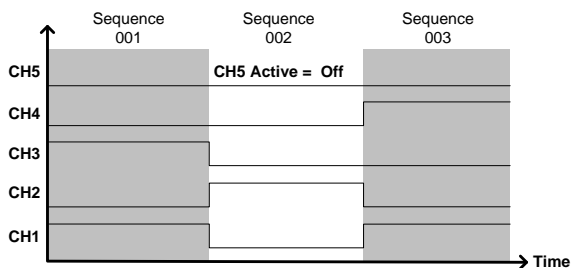 Sequence
001
Sequence
002
Sequence
003
CH5
CH5 Active = Off
CH4
CH3
CH2
CH1
Time